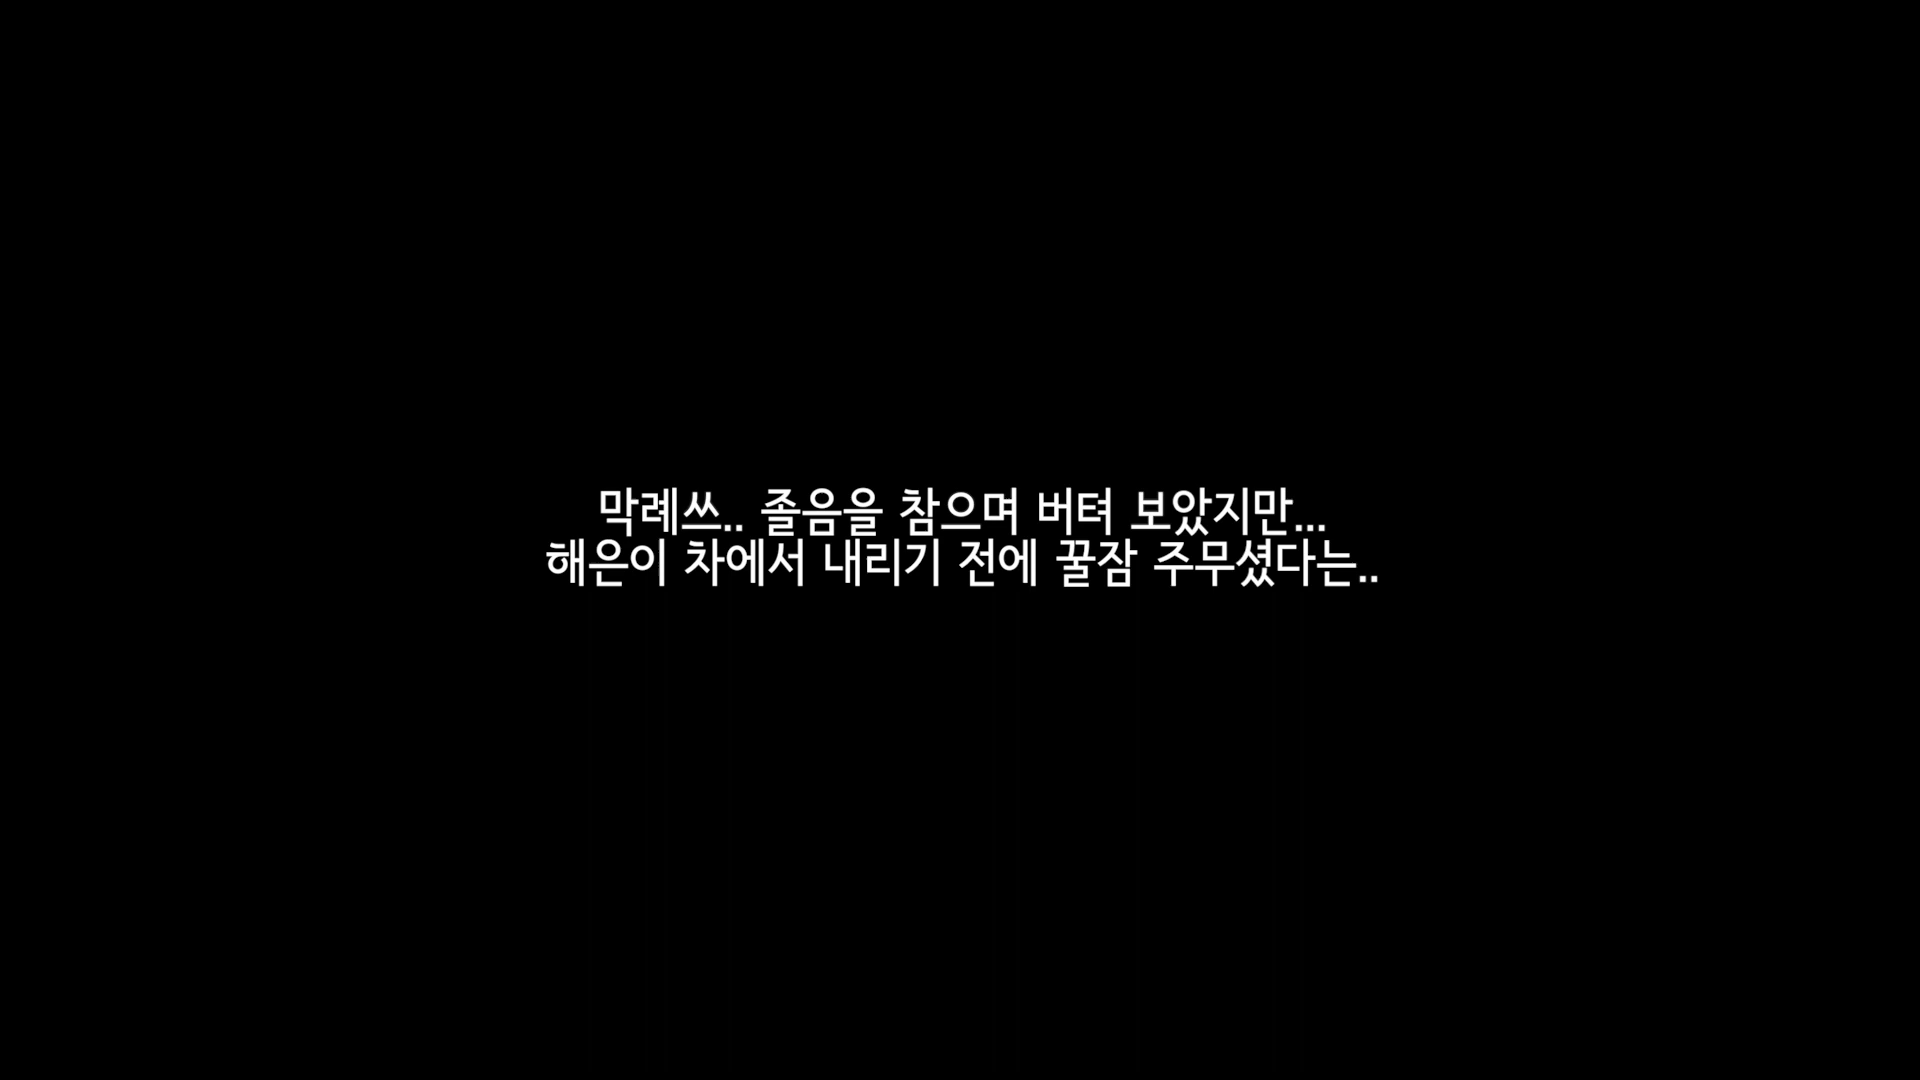 막례쓰.. 졸음을 참으며 버텨 보았지만...
해은이 차에서 내리기 전에 꿀잠 주무셨다는..